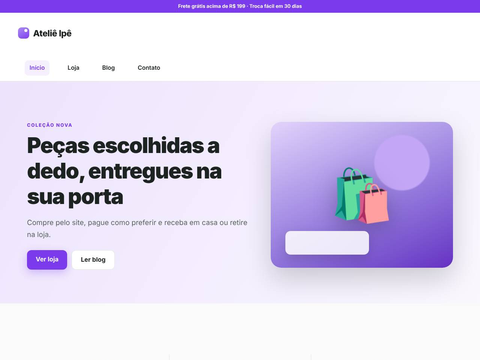 Frete grátis acima de R$ 199 · Troca fácil em 30 dias
Ateliê Ipê
Início Loja Blog Contato
COLEÇÃO NOVA
Peças escolhidas a
dedo, entregues na
sua porta
Compre pelo site, pague como preferir e receba em casa ou retire
na loja.
Ver loja Ler blog